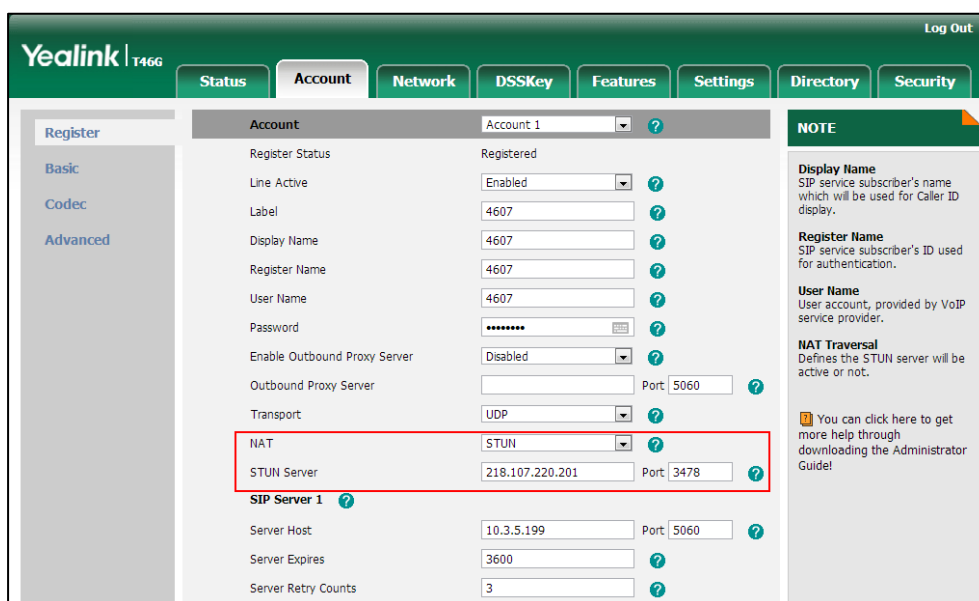 Log Out
Yealink | T46G
Status Account Network DSSKey Features Settings Directory Security
Register
Basic
Codec
Advanced
Account Account 1 ?
Register Status Registered
Line Active Enabled ?
Label 4607 ?
Display Name 4607 ?
Register Name 4607 ?
User Name 4607 ?
Password •••••••• ?
Enable Outbound Proxy Server Disabled ?
Outbound Proxy Server Port 5060 ?
Transport UDP ?
NAT STUN ?
STUN Server 218.107.220.201 Port 3478 ?
SIP Server 1 ?
Server Host 10.3.5.199 Port 5060 ?
Server Expires 3600 ?
Server Retry Counts 3 ?
NOTE
Display Name
SIP service subscriber's name
which will be used for Caller ID
display.
Register Name
SIP service subscriber's ID used
for authentication.
User Name
User account, provided by VoIP
service provider.
NAT Traversal
Defines the STUN server will be
active or not.
? You can click here to get
more help through
downloading the Administrator
Guide!